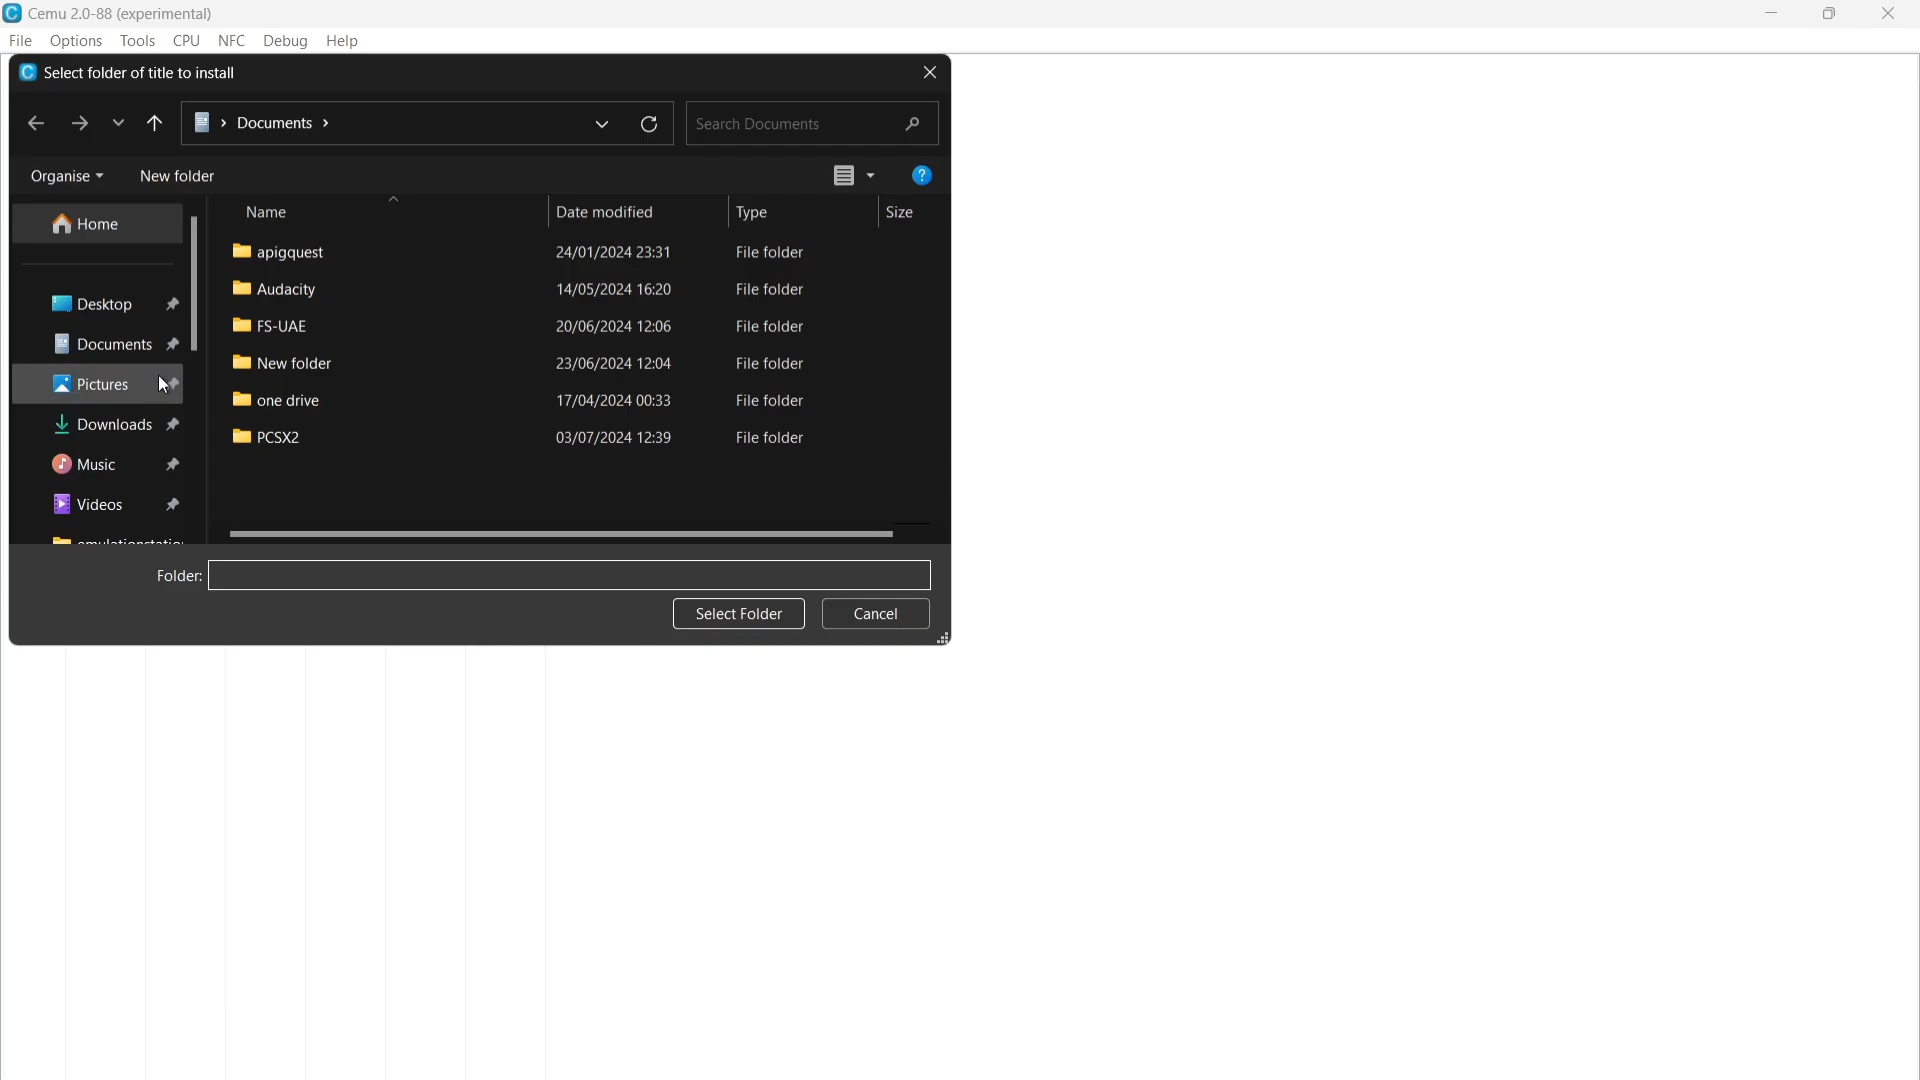 Cemu 2.0-88 (experimental)
File Options Tools CPU NFC Debug Help
Select folder of title to install
Documents
Search Documents
Organise New folder
Name Date modified Type Size
Home
apigquest 24/01/2024 23:31 File folder
Audacity 14/05/2024 16:20 File folder
Desktop
FS-UAE 20/06/2024 12:06 File folder
Documents
New folder 23/06/2024 12:04 File folder
Pictures
one drive 17/04/2024 00:33 File folder
Downloads
PCSX2 03/07/2024 12:39 File folder
Music
Videos
Folder:
Select Folder Cancel